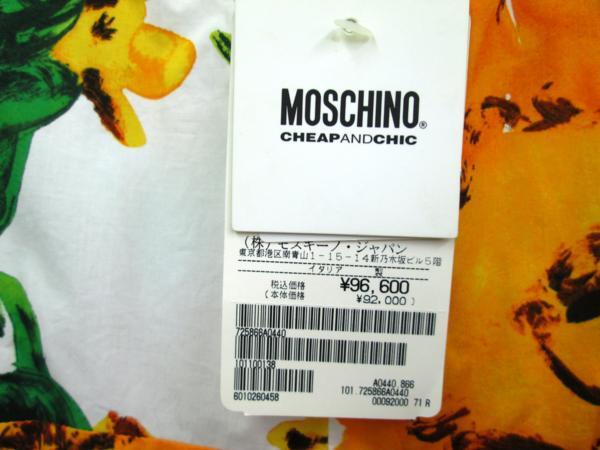 MOSCHINO®
CHEAPANDCHIC
(株)モスキーノ・ジャパン
東京都港区南青山1-15-14新乃木坂ビル5階
イタリア 製
税込価格 ¥96,600
(本体価格 ¥92,000)
725866A0440
101100138
6010260458
A0440.866
101.725866A0440
00092000 71 R